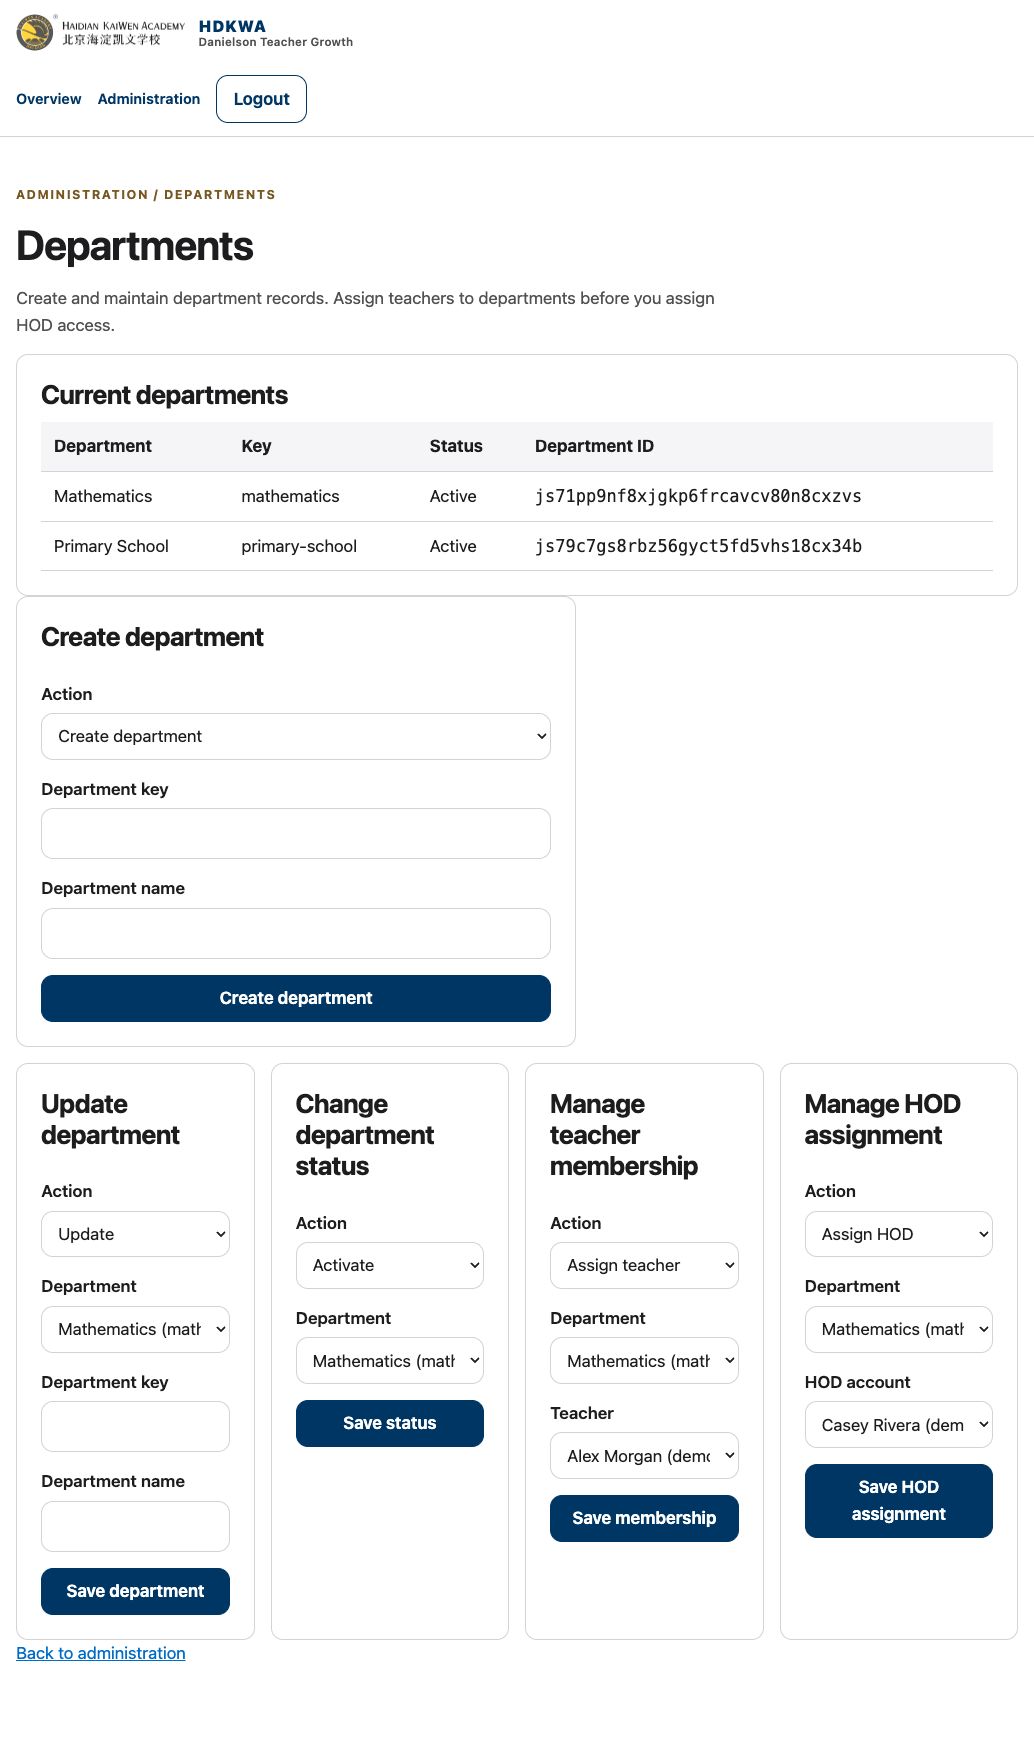 HAIDIAN KAIWEN ACADEMY
北京海淀凯文学校
HDKWA
Danielson Teacher Growth
Overview Administration Logout
ADMINISTRATION / DEPARTMENTS
Departments
Create and maintain department records. Assign teachers to departments before you assign
HOD access.
Current departments
Department Key Status Department ID
Mathematics mathematics Active js71pp9nf8xjgkp6frcavcv80n8cxzvs
Primary School primary-school Active js79c7gs8rbz56gyct5fd5vhs18cx34b
Create department
Action
Create department
Department key
Department name
Create department
Update
department
Action
Update
Department
Mathematics (math
Department key
Department name
Save department
Change
department
status
Action
Activate
Department
Mathematics (math
Save status
Manage
teacher
membership
Action
Assign teacher
Department
Mathematics (math
Teacher
Alex Morgan (demo
Save membership
Manage HOD
assignment
Action
Assign HOD
Department
Mathematics (math
HOD account
Casey Rivera (dem
Save HOD
assignment
Back to administration